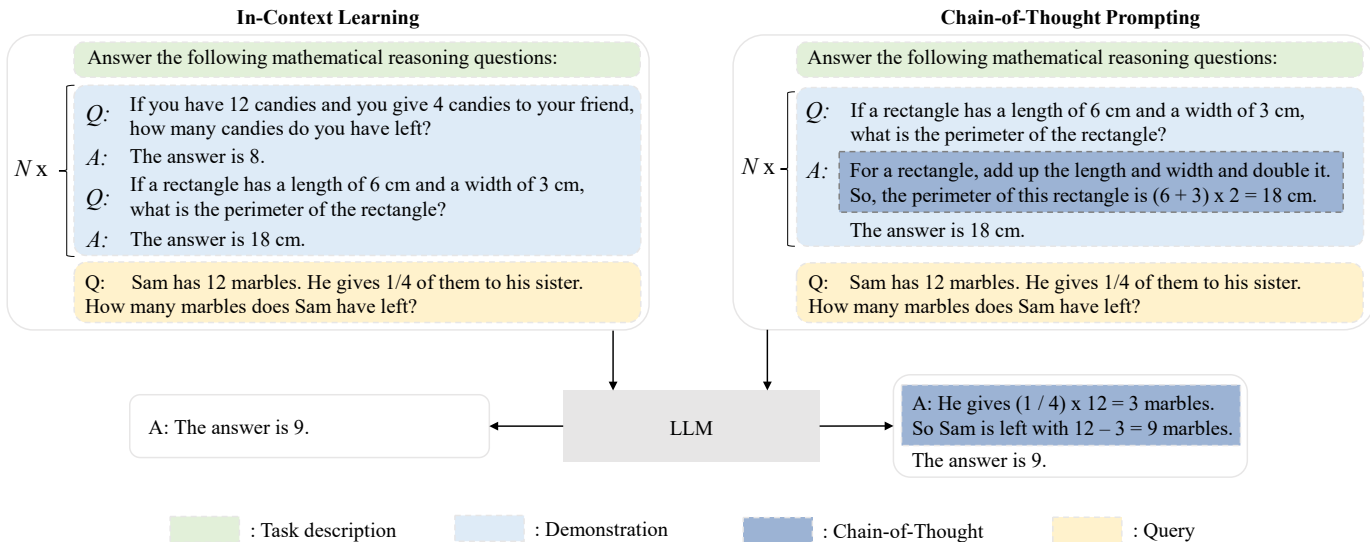 In-Context Learning
Answer the following mathematical reasoning questions:
N x
Q: If you have 12 candies and you give 4 candies to your friend,
how many candies do you have left?
A: The answer is 8.
Q: If a rectangle has a length of 6 cm and a width of 3 cm,
what is the perimeter of the rectangle?
A: The answer is 18 cm.
Q: Sam has 12 marbles. He gives 1/4 of them to his sister.
How many marbles does Sam have left?
Chain-of-Thought Prompting
Answer the following mathematical reasoning questions:
N x
Q: If a rectangle has a length of 6 cm and a width of 3 cm,
what is the perimeter of the rectangle?
A: For a rectangle, add up the length and width and double it.
So, the perimeter of this rectangle is (6 + 3) x 2 = 18 cm.
The answer is 18 cm.
Q: Sam has 12 marbles. He gives 1/4 of them to his sister.
How many marbles does Sam have left?
A: The answer is 9.
LLM
A: He gives (1 / 4) x 12 = 3 marbles.
So Sam is left with 12 – 3 = 9 marbles.
The answer is 9.
: Task description
: Demonstration
: Chain-of-Thought
: Query